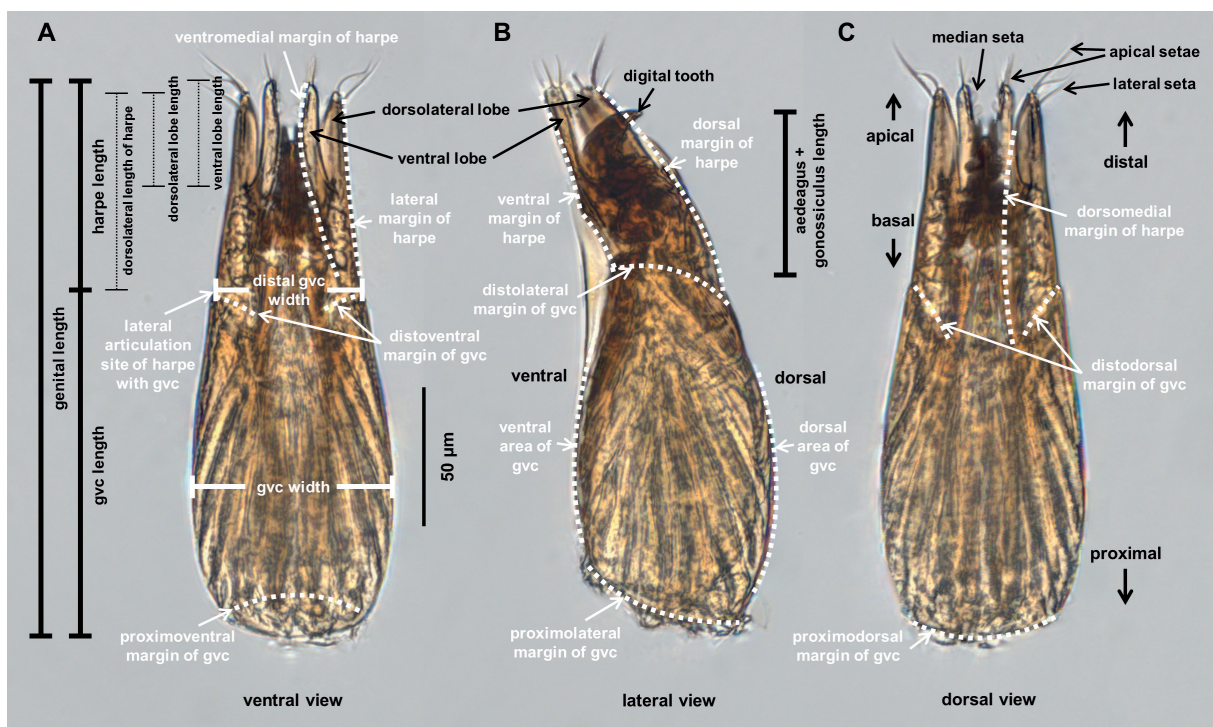 A
ventromedial margin of harpe
genital length
harpe length
gvc length
dorsolateral length of harpe
dorsolateral lobe length
ventral lobe length
dorsolateral lobe
ventral lobe
lateral
margin of
harpe
distal gvc
width
lateral
articulation
site of harpe
with gvc
distoventral
margin of gvc
gvc width
50 µm
proximoventral
margin of gvc
ventral view
B
digital tooth
dorsal
margin of
harpe
ventral
margin of
harpe
aedeagus +
gonossiculus length
distolateral
margin of gvc
ventral
dorsal
ventral
area of
gvc
dorsal
area of
gvc
proximolateral
margin of gvc
lateral view
C
median seta
apical setae
lateral seta
apical
distal
basal
dorsomedial
margin of harpe
distodorsal
margin of gvc
proximal
proximodorsal
margin of gvc
dorsal view